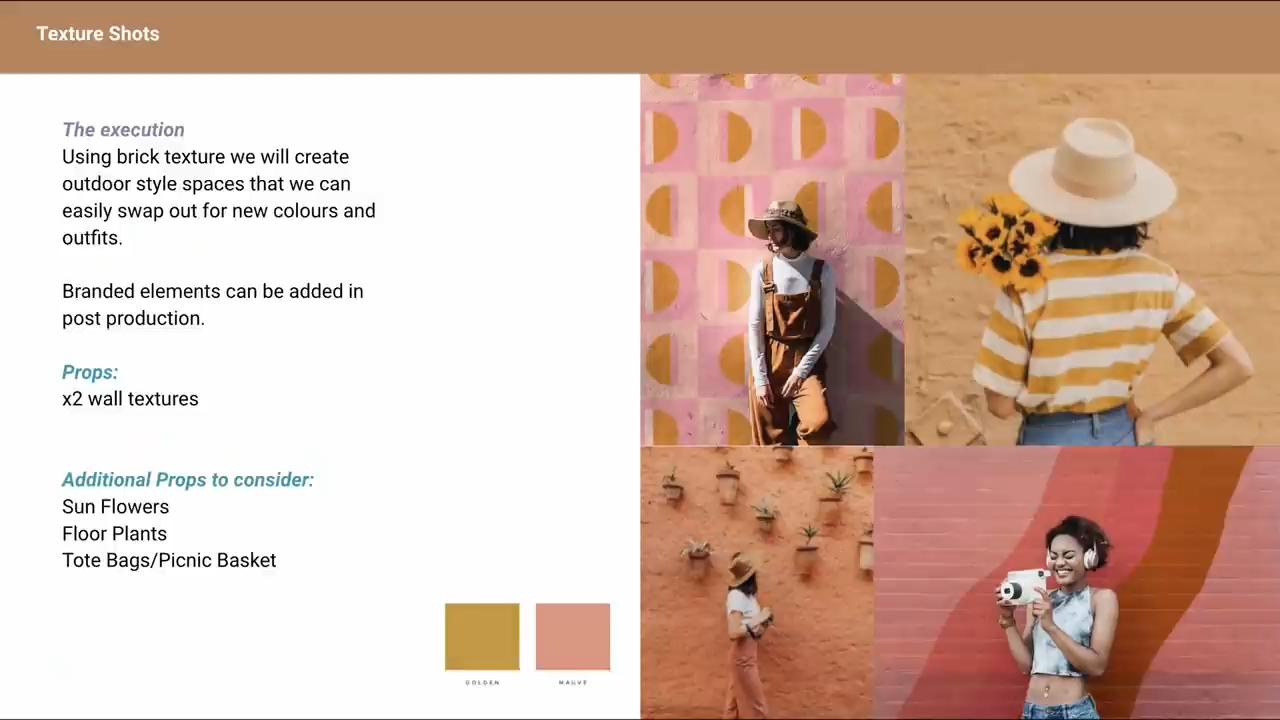 Texture Shots
The execution
Using brick texture we will create
outdoor style spaces that we can
easily swap out for new colours and
outfits.
Branded elements can be added in
post production.
Props:
x2 wall textures
Additional Props to consider:
Sun Flowers
Floor Plants
Tote Bags/Picnic Basket
GOLDEN
MAUVE